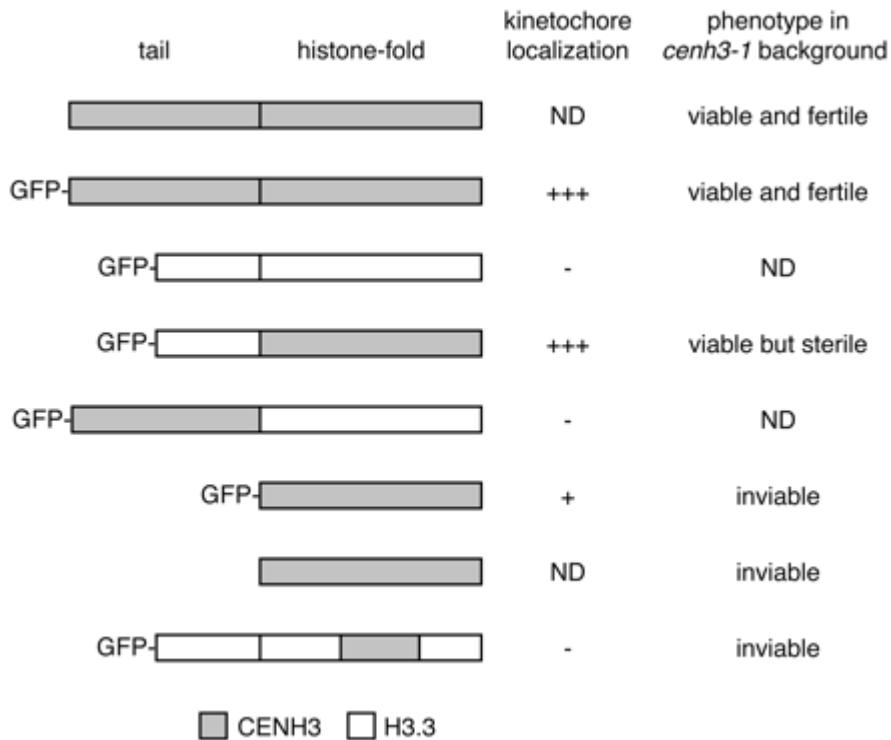 tail histone-fold kinetochore localization phenotype in cenh3-1 background
ND viable and fertile
GFP- +++ viable and fertile
GFP- - ND
GFP- +++ viable but sterile
GFP- - ND
GFP- + inviable
ND inviable
GFP- - inviable
CENH3 H3.3